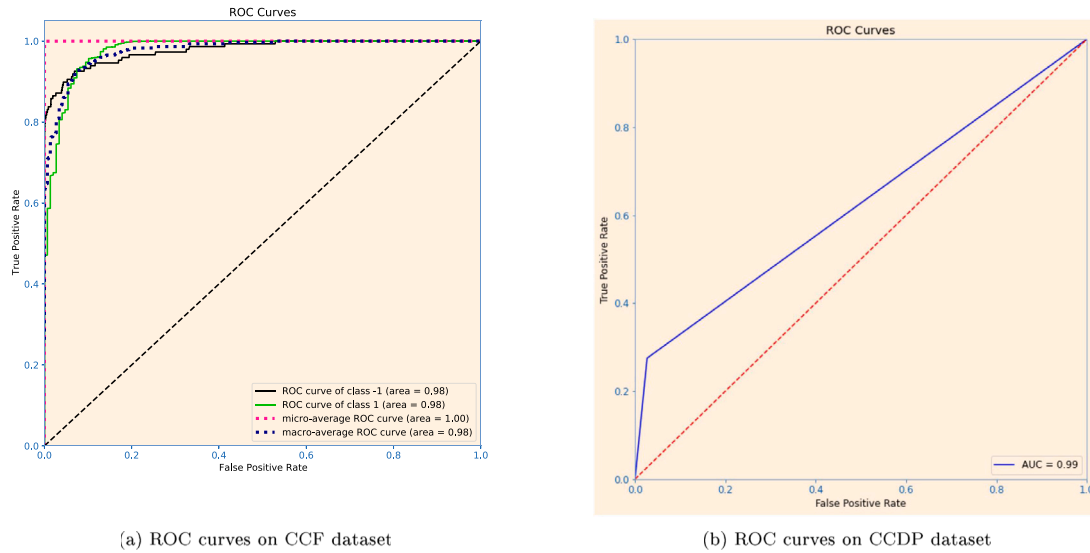 ROC Curves
1.0
0.8
0.6
0.4
0.2
0.0
True Positive Rate
0.0 0.2 0.4 0.6 0.8 1.0
False Positive Rate
ROC curve of class -1 (area = 0.98)
ROC curve of class 1 (area = 0.98)
micro-average ROC curve (area = 1.00)
macro-average ROC curve (area = 0.98)
(a) ROC curves on CCF dataset
ROC Curves
1.0
0.8
0.6
0.4
0.2
0.0
True Positive Rate
0.0 0.2 0.4 0.6 0.8 1.0
False Positive Rate
AUC = 0.99
(b) ROC curves on CCDP dataset